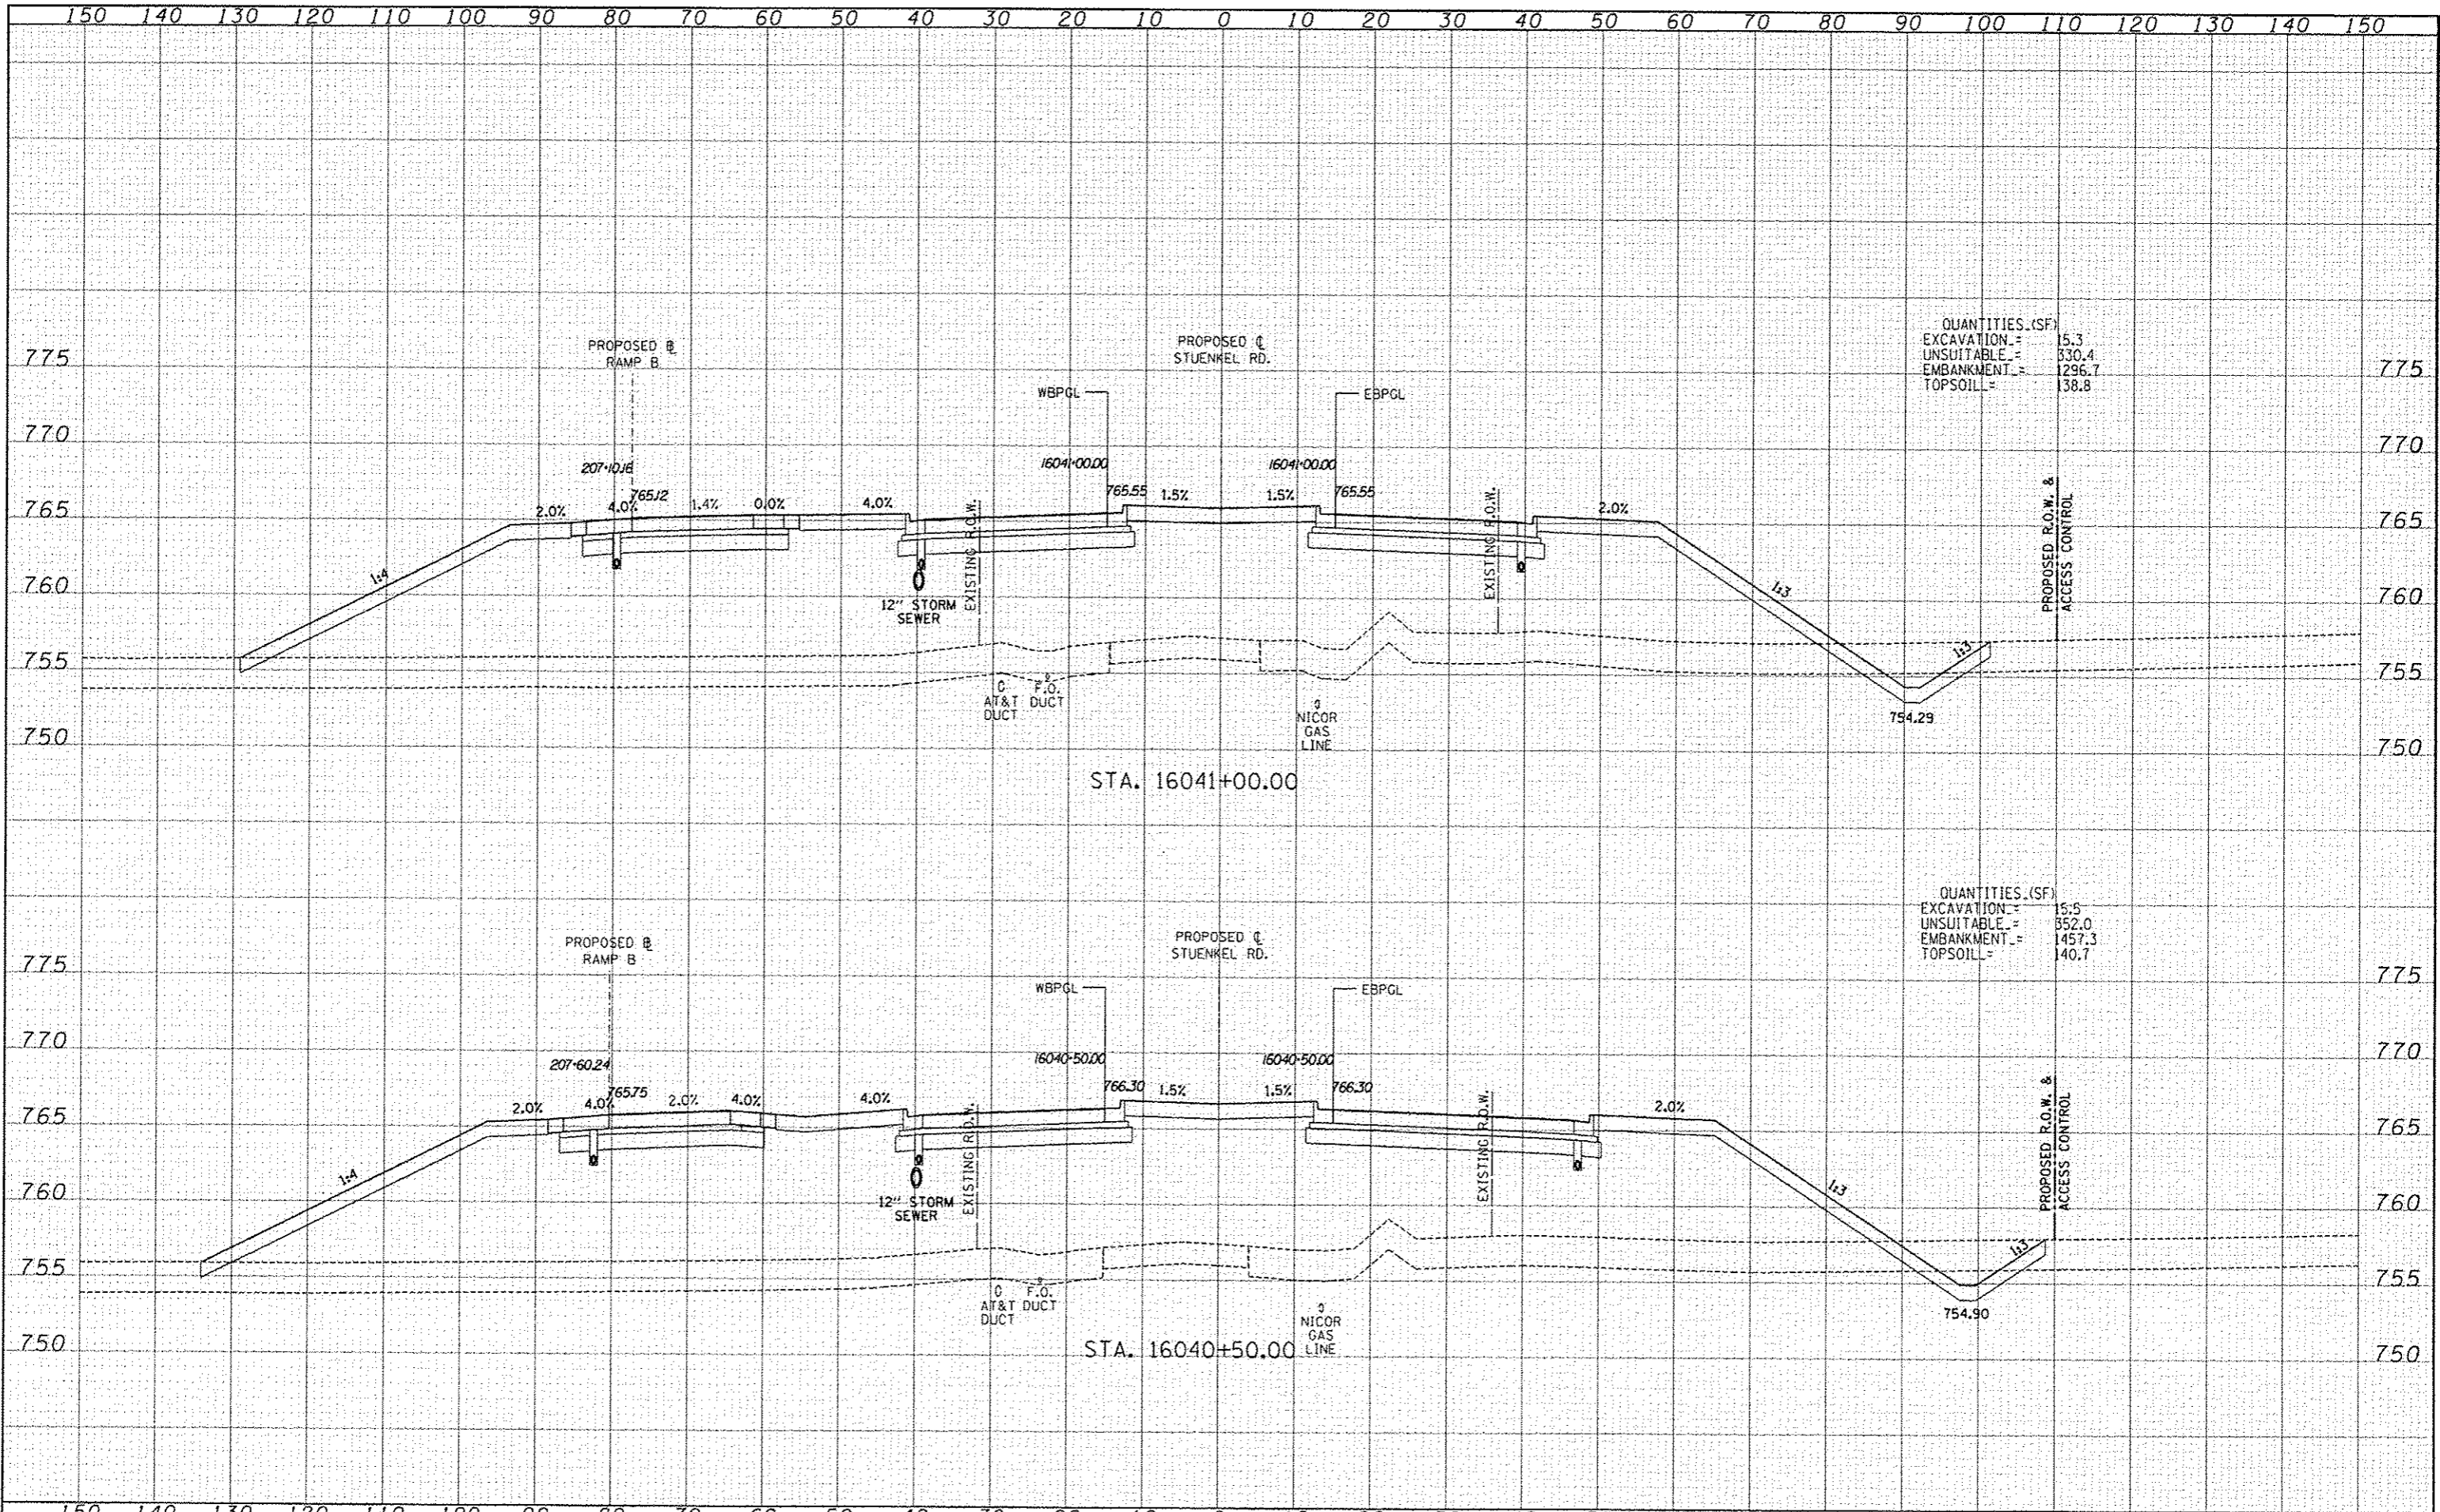 150 140 130 120 110 100 90 80 70 60 50 40 30 20 10 0 10 20 30 40 50 60 70 80 90 100 110 120 130 140 150
QUANTITIES (SF)
EXCAVATION = 15.3
UNSUITABLE = 330.4
EMBANKMENT = 1296.7
TOPSOIL = 138.8
PROPOSED ℄
STUENKEL RD.
PROPOSED BL
RAMP B
775
775
WBPGL
EBPGL
770
770
207+10.16
16041+00.00
16041+00.00
765.12
765.55
765.55
2.0%
4.0%
1.4%
0.0%
4.0%
1.5%
1.5%
2.0%
765
765
EXISTING R.O.W.
EXISTING R.O.W.
PROPOSED R.O.W. &
ACCESS CONTROL
1:4
1:3
1:3
760
760
12" STORM
SEWER
755
755
AT&T
DUCT
F.O.
DUCT
NICOR
GAS
LINE
754.29
750
750
STA. 16041+00.00
QUANTITIES (SF)
EXCAVATION = 15.5
UNSUITABLE = 352.0
EMBANKMENT = 1457.3
TOPSOIL = 140.7
PROPOSED ℄
STUENKEL RD.
PROPOSED BL
RAMP B
775
775
WBPGL
EBPGL
770
770
207+60.24
16040+50.00
16040+50.00
765.75
766.30
766.30
2.0%
4.0%
2.0%
4.0%
4.0%
1.5%
1.5%
2.0%
765
765
EXISTING R.O.W.
EXISTING R.O.W.
PROPOSED R.O.W. &
ACCESS CONTROL
1:4
1:3
1:3
760
760
12" STORM
SEWER
755
755
AT&T
DUCT
F.O.
DUCT
NICOR
GAS
LINE
754.90
750
750
STA. 16040+50.00